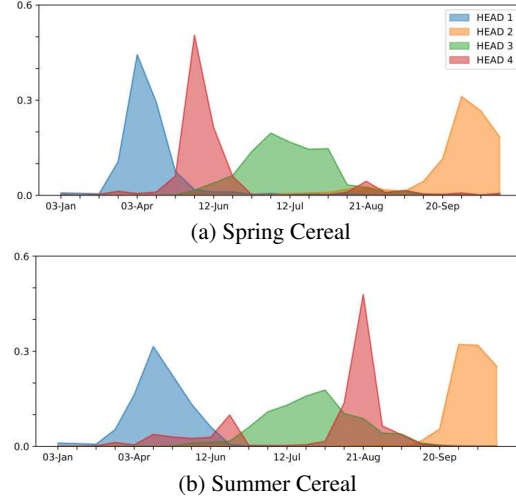 0.6
HEAD 1
HEAD 2
HEAD 3
HEAD 4
0.3
0.0
03-Jan 03-Apr 12-Jun 12-Jul 21-Aug 20-Sep
(a) Spring Cereal
0.6
0.3
0.0
03-Jan 03-Apr 12-Jun 12-Jul 21-Aug 20-Sep
(b) Summer Cereal